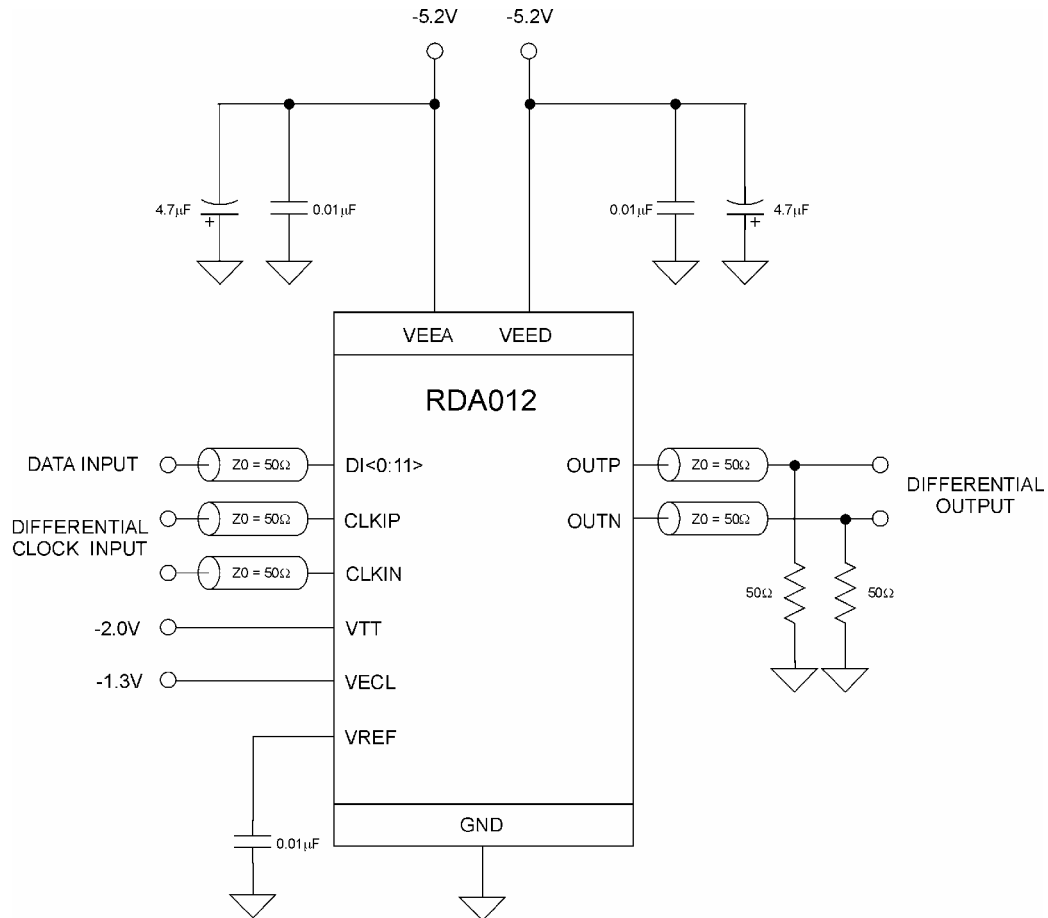 -5.2V -5.2V
4.7µF
+
0.01µF
0.01µF
4.7µF
+
VEEA VEED
RDA012
DATA INPUT
Z0 = 50Ω
DI<0:11>
OUTP
Z0 = 50Ω
DIFFERENTIAL
OUTPUT
DIFFERENTIAL
CLOCK INPUT
Z0 = 50Ω
CLKIP
OUTN
Z0 = 50Ω
Z0 = 50Ω
CLKIN
50Ω
50Ω
-2.0V
VTT
-1.3V
VECL
VREF
0.01µF
GND